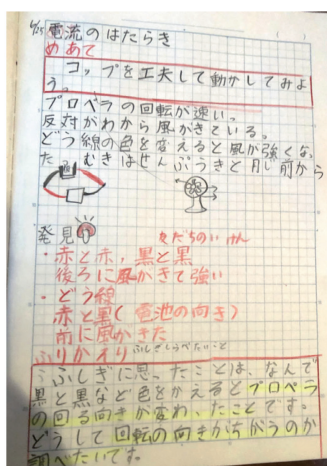 6/25 電流のはたらき
めあて
コップを工夫して動かしてみよ
う。
プロペラの回転が速い。
反対がわから風がきている。
どう線の色を変えると風が強くな
た。むきはせんぷうきと同じ前から
発見
友だちのいけん
・赤と赤,黒と黒
後ろに風がきて強い
・どう線
赤と黒(電池の向き)
前に風がきた
ふりかえり ふしぎ しらべたいこと
ふしぎに思ったことは、なんで
黒と黒など色をかえるとプロペラ
の回る向きが変わったことです。
どうして回転の向きがちがうのか
調べたいです。